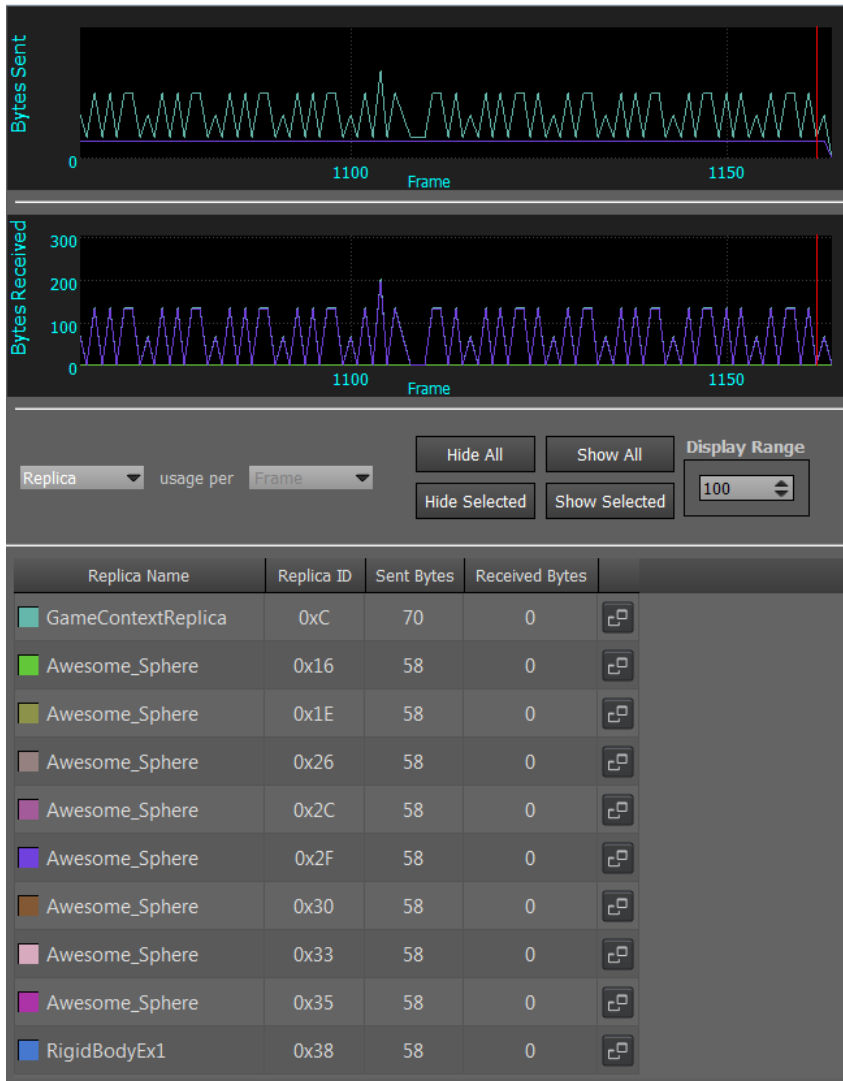 Bytes Sent
0
1100
1150
Frame
Bytes Received
300
200
100
0
1100
1150
Frame
Replica usage per Frame
Hide All Show All
Hide Selected Show Selected
Display Range
100
Replica Name Replica ID Sent Bytes Received Bytes
GameContextReplica 0xC 70 0
Awesome_Sphere 0x16 58 0
Awesome_Sphere 0x1E 58 0
Awesome_Sphere 0x26 58 0
Awesome_Sphere 0x2C 58 0
Awesome_Sphere 0x2F 58 0
Awesome_Sphere 0x30 58 0
Awesome_Sphere 0x33 58 0
Awesome_Sphere 0x35 58 0
RigidBodyEx1 0x38 58 0